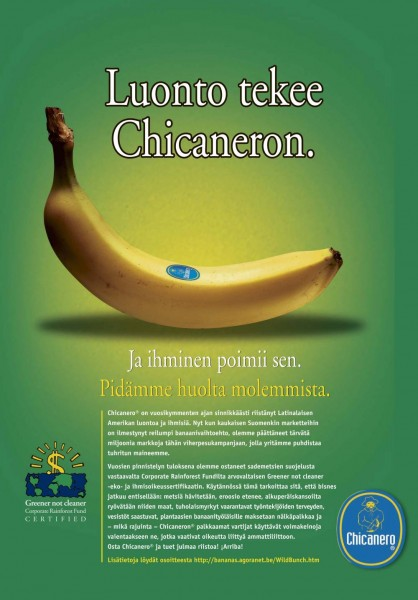 Luonto tekee
Chicaneron.
Ja ihminen poimii sen.
Pidämme huolta molemmista.
Chicanero® on vuosikymmenten ajan sinnikkäästi riistänyt Latinalaisen
Amerikan luontoa ja ihmisiä. Nyt kun kaukaisen Suomenkin marketteihin
on ilmestynyt reilumpi banaanivaihtoehto, olemme päättäneet törsätä
miljoonia markkoja tähän viherpesukampanjaan, jolla yritämme puhdistaa
tuhritun maineemme.
Vuosien pinnistelyn tuloksena olemme ostaneet sademetsien suojelusta
vastaavalta Corporate Rainforest Fundilta arvovaltaisen Greener not cleaner
-eko- ja ihmisoikeussertifikaatin. Käytännössä tämä tarkoittaa sitä, että bisnes
jatkuu entisellään: metsiä hävitetään, eroosio etenee, alkuperäiskansoilta
ryövätään niiden maat, tuholaismyrkyt vaarantavat työntekijöiden terveyden,
vesistöt saastuvat, plantaasien banaanityöläisille maksetaan nälkäpalkkaa ja
– mikä rajuinta – Chicaneron® palkkaamat vartijat käyttävät voimakeinoja
vaientaakseen ne, jotka vaativat oikeutta liittyä ammattiliittoon.
Osta Chicanero® ja tuet julmaa riistoa! ¡Arriba!
Lisätietoja löydät osoitteesta http://bananas.agoranet.be/WildBunch.htm
$
Greener not cleaner
Corporate Rainforest Fund
CERTIFIED
Chicanero®